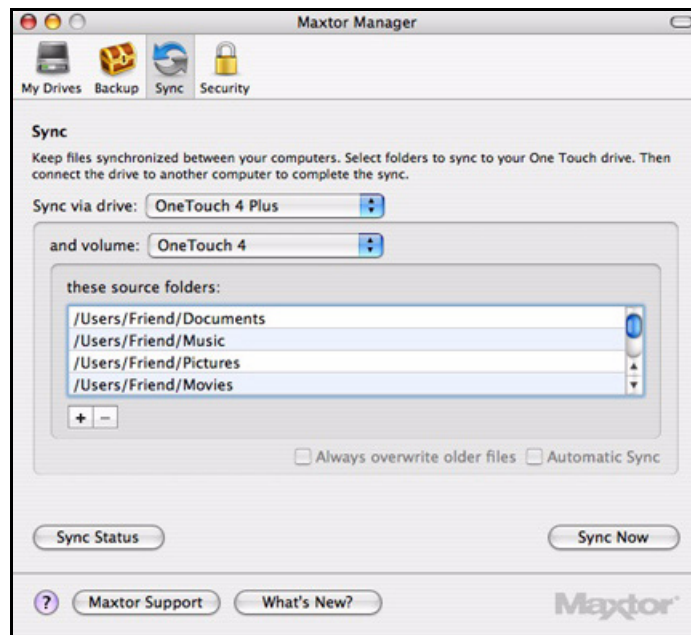 Maxtor Manager
My Drives Backup Sync Security
Sync
Keep files synchronized between your computers. Select folders to sync to your One Touch drive. Then
connect the drive to another computer to complete the sync.
Sync via drive: OneTouch 4 Plus
and volume: OneTouch 4
these source folders:
/Users/Friend/Documents
/Users/Friend/Music
/Users/Friend/Pictures
/Users/Friend/Movies
+ −
Always overwrite older files Automatic Sync
Sync Status Sync Now
? Maxtor Support What's New? Maxtor